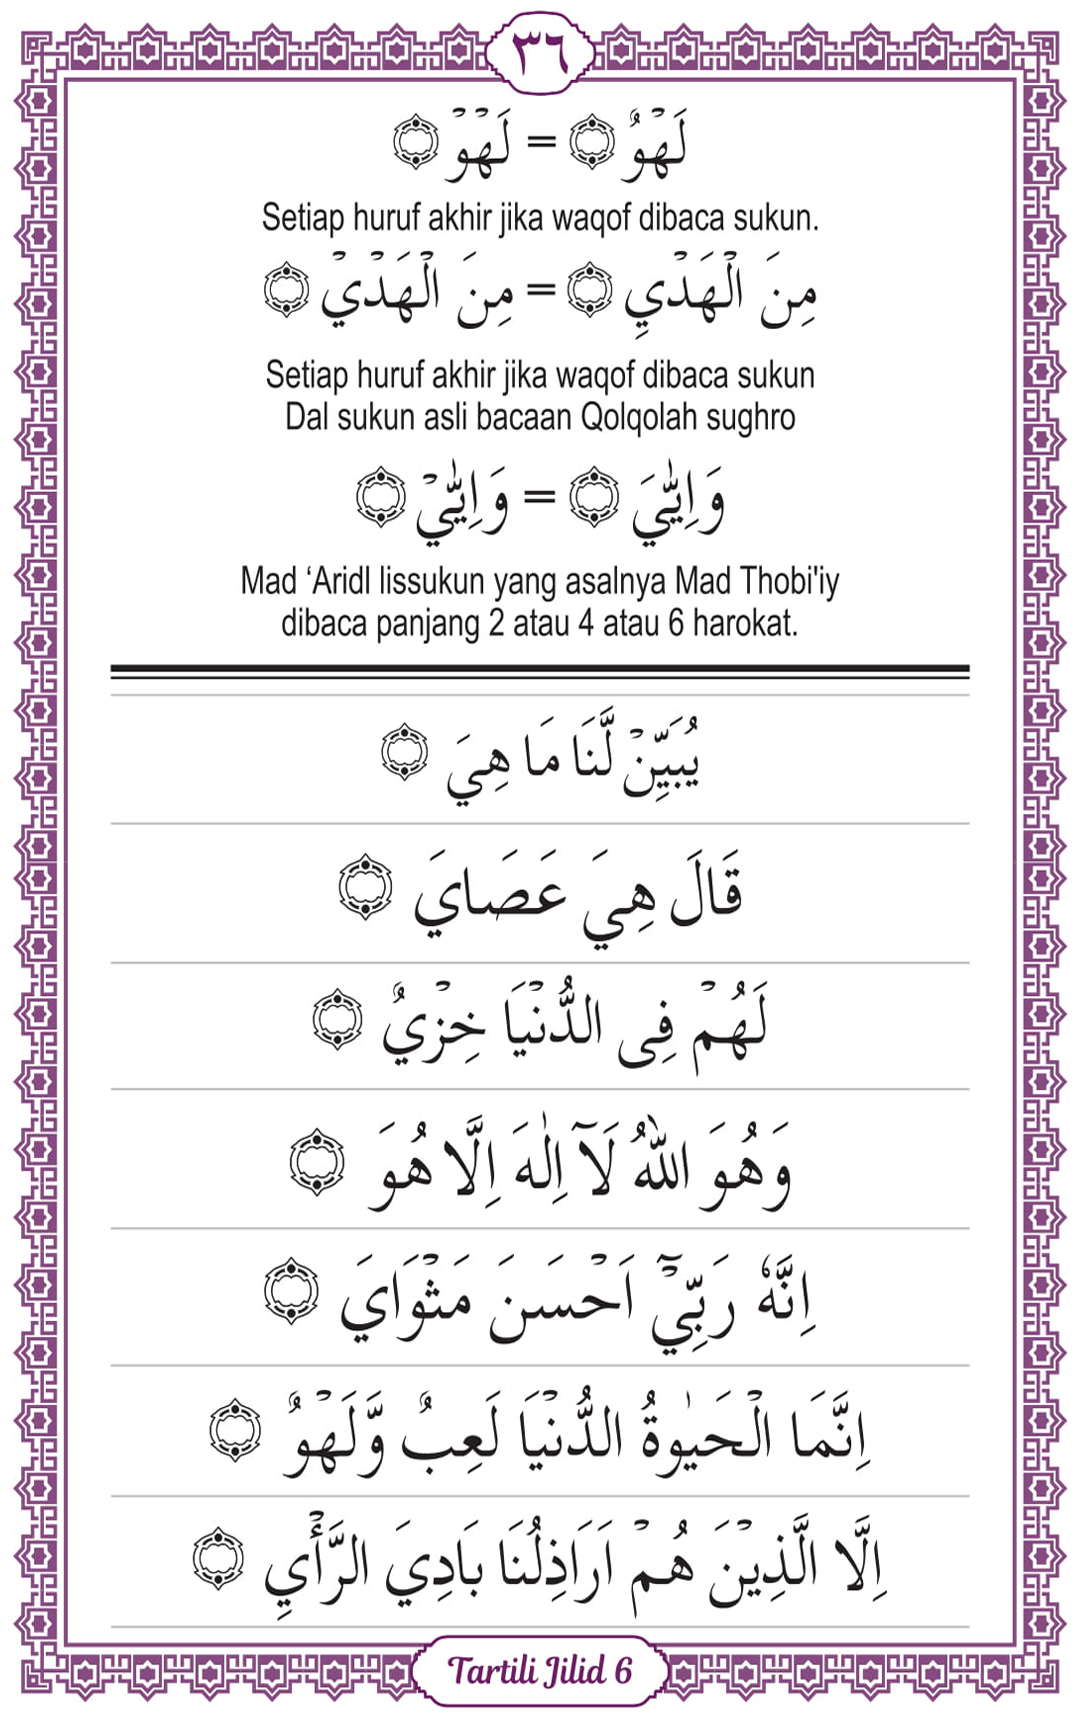 ٣٦
لَهْوٌ ۝ = لَهْوْ ۝
Setiap huruf akhir jika waqof dibaca sukun.
مِنَ الْهَدْيِ ۝ = مِنَ الْهَدْيْ ۝
Setiap huruf akhir jika waqof dibaca sukun
Dal sukun asli bacaan Qolqolah sughro
وَاِيّٰيَ ۝ = وَاِيّٰيْ ۝
Mad ‘Aridl lissukun yang asalnya Mad Thobi'iy
dibaca panjang 2 atau 4 atau 6 harokat.
يُبَيِّنْ لَّنَا مَا هِيَ ۝
قَالَ هِيَ عَصَايَ ۝
لَهُمْ فِى الدُّنْيَا خِزْيٌ ۝
وَهُوَ اللّٰهُ لَآ اِلٰهَ اِلَّا هُوَ ۝
اِنَّهٗ رَبِّيْٓ اَحْسَنَ مَثْوَايَ ۝
اِنَّمَا الْحَيٰوةُ الدُّنْيَا لَعِبٌ وَّلَهْوٌ ۝
اِلَّا الَّذِيْنَ هُمْ اَرَاذِلُنَا بَادِيَ الرَّأْيِ ۝
Tartili Jilid 6